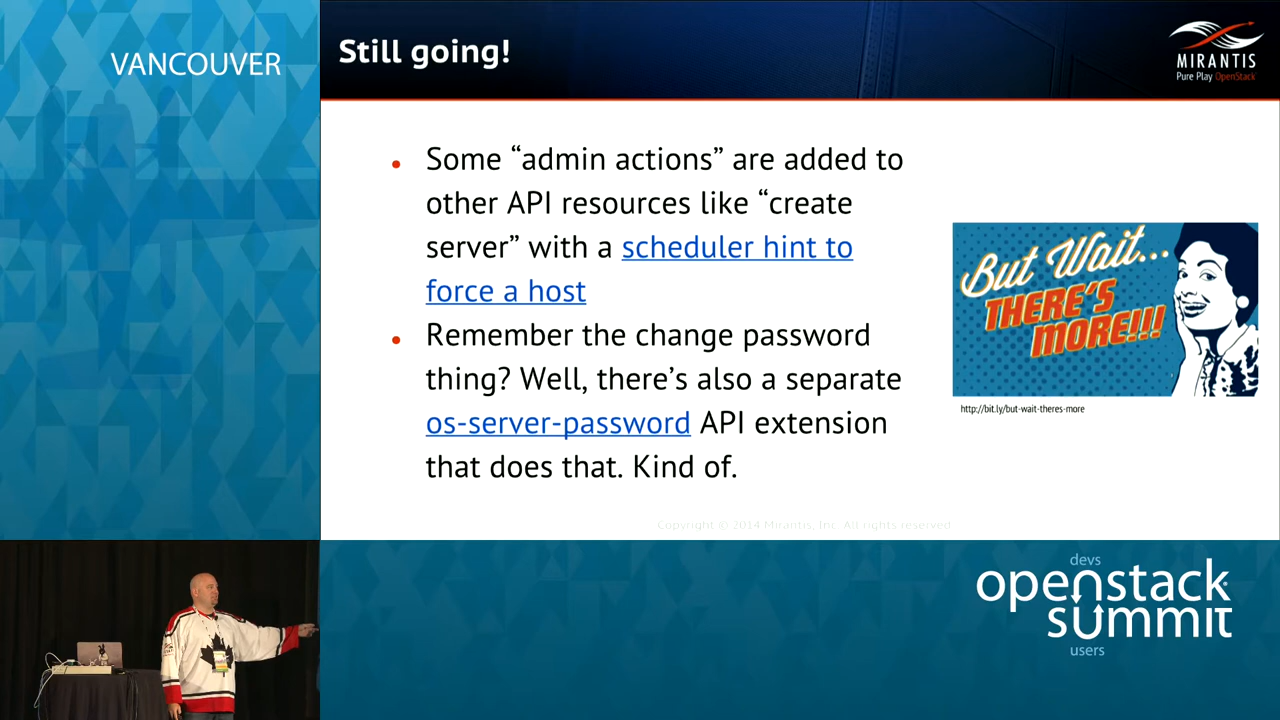 VANCOUVER
Still going!
MIRANTIS
Pure Play OpenStack
• Some “admin actions” are added to
other API resources like “create
server” with a scheduler hint to
force a host
• Remember the change password
thing? Well, there’s also a separate
os-server-password API extension
that does that. Kind of.
But Wait...
THERE'S
MORE!!!
http://bit.ly/but-wait-theres-more
Copyright © 2014 Mirantis, Inc. All rights reserved
devs
openstack
summit
users